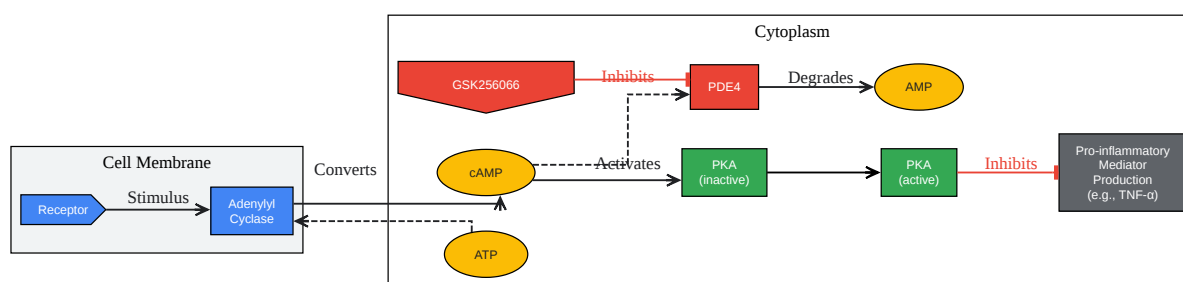 Cytoplasm
GSK256066
Inhibits
PDE4
Degrades
AMP
Cell Membrane
Converts
Receptor
Stimulus
Adenylyl
Cyclase
cAMP
Activates
PKA
(inactive)
PKA
(active)
Inhibits
Pro-inflammatory
Mediator
Production
(e.g., TNF-α)
ATP